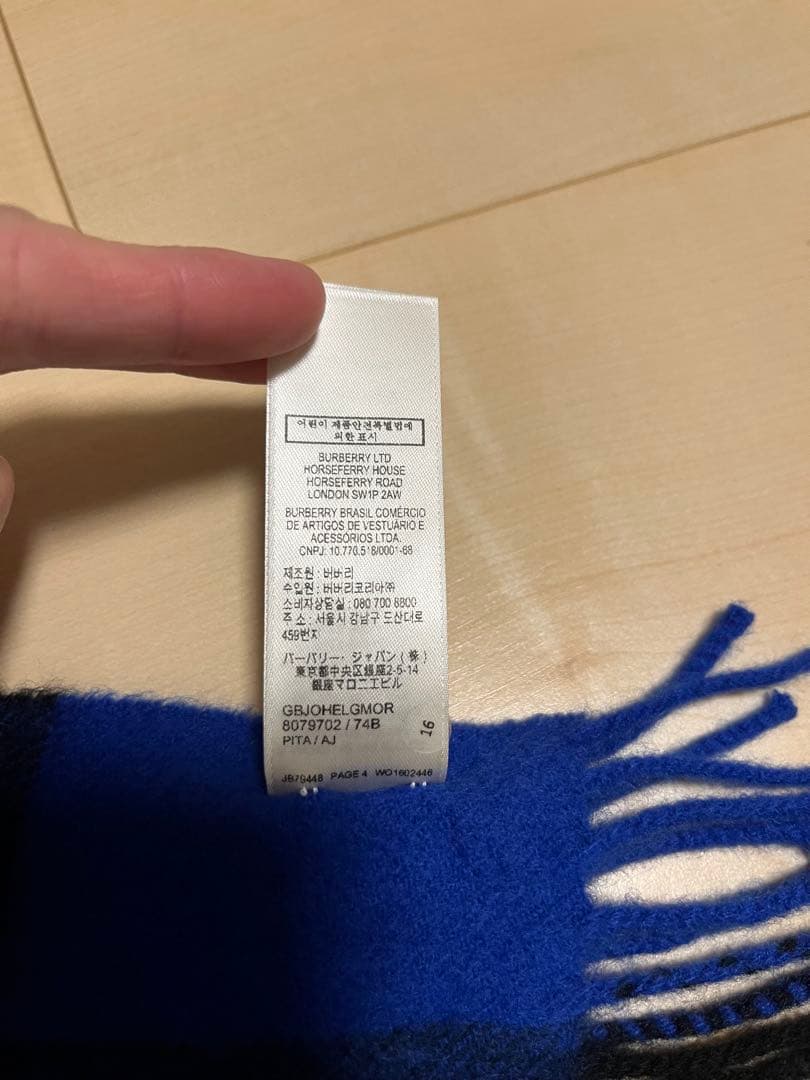 어린이 제품안전특별법에
의한 표시
BURBERRY LTD
HORSEFERRY HOUSE
HORSEFERRY ROAD
LONDON SW1P 2AW
BURBERRY BRASIL COMÉRCIO
DE ARTIGOS DE VESTUÁRIO E
ACESSÓRIOS LTDA.
CNPJ: 10.770.518/0001-68
제조원 : 버버리
수입원 : 버버리코리아㈜
소비자상담실 : 080 700 8800
주 소 : 서울시 강남구 도산대로
459번지
バーバリー・ジャパン(株)
東京都中央区銀座2-5-14
銀座マロニエビル
GBJOHELGMOR
8079702 / 74B
PITA / AJ
16
JB79448 PAGE 4 WO1602446